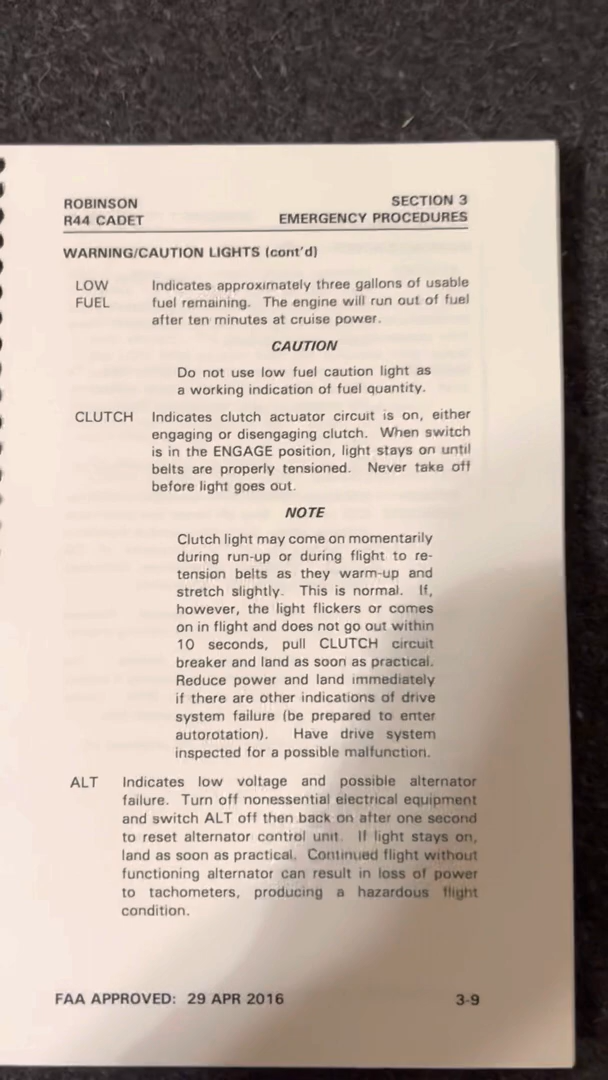 ROBINSON SECTION 3
R44 CADET EMERGENCY PROCEDURES
WARNING/CAUTION LIGHTS (cont'd)
LOW Indicates approximately three gallons of usable
FUEL fuel remaining. The engine will run out of fuel
after ten minutes at cruise power.
CAUTION
Do not use low fuel caution light as
a working indication of fuel quantity.
CLUTCH Indicates clutch actuator circuit is on, either
engaging or disengaging clutch. When switch
is in the ENGAGE position, light stays on until
belts are properly tensioned. Never take off
before light goes out.
NOTE
Clutch light may come on momentarily
during run-up or during flight to re-
tension belts as they warm-up and
stretch slightly. This is normal. If,
however, the light flickers or comes
on in flight and does not go out within
10 seconds, pull CLUTCH circuit
breaker and land as soon as practical.
Reduce power and land immediately
if there are other indications of drive
system failure (be prepared to enter
autorotation). Have drive system
inspected for a possible malfunction.
ALT Indicates low voltage and possible alternator
failure. Turn off nonessential electrical equipment
and switch ALT off then back on after one second
to reset alternator control unit. If light stays on,
land as soon as practical. Continued flight without
functioning alternator can result in loss of power
to tachometers, producing a hazardous flight
condition.
FAA APPROVED: 29 APR 2016 3-9